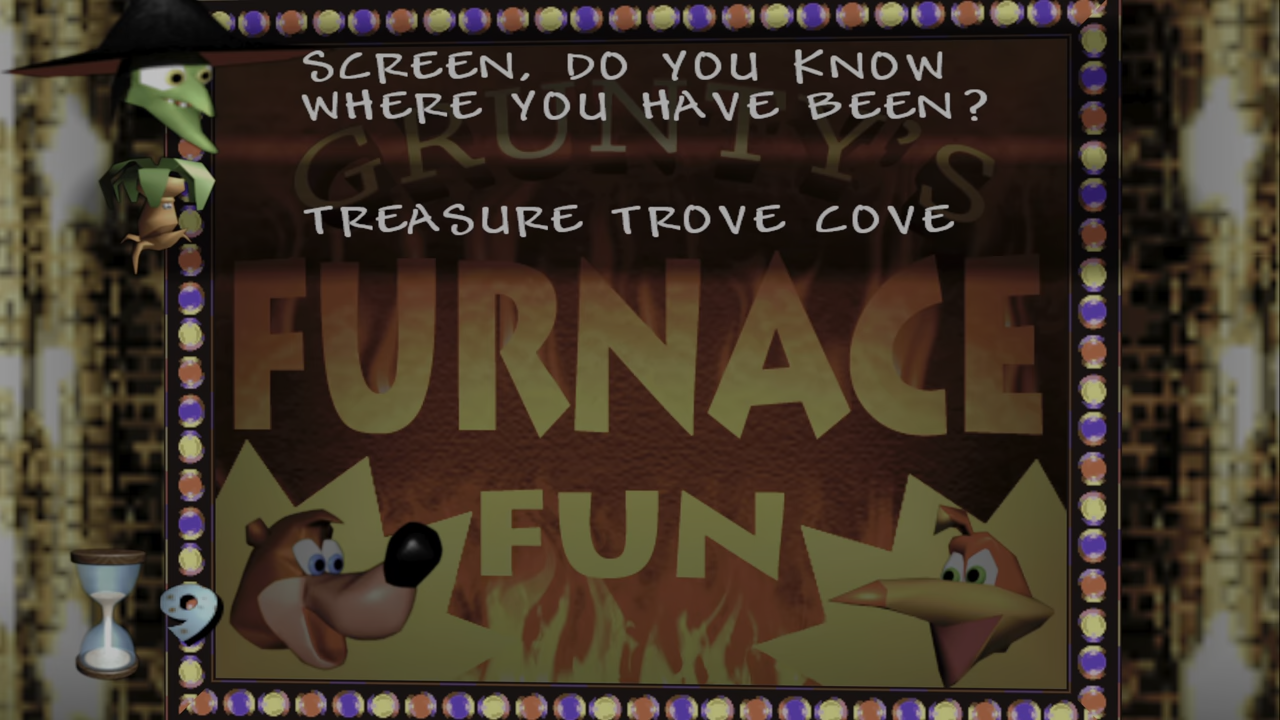 SCREEN, DO YOU KNOW
WHERE YOU HAVE BEEN?
GRUNTY'S
TREASURE TROVE COVE
FURNACE
FUN
9